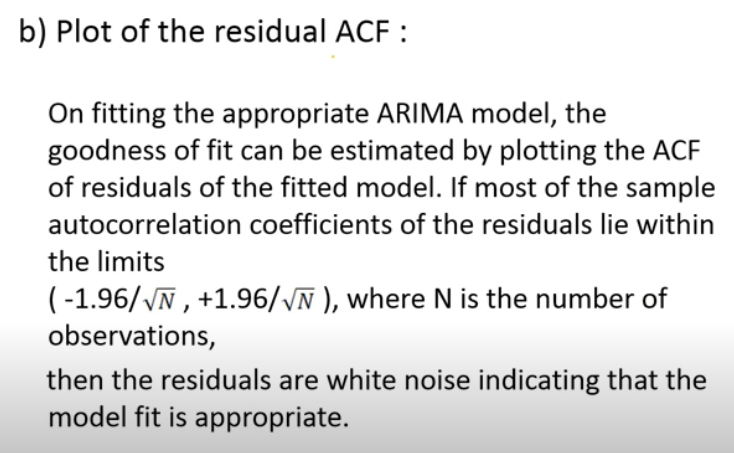 b) Plot of the residual ACF :
On fitting the appropriate ARIMA model, the
goodness of fit can be estimated by plotting the ACF
of residuals of the fitted model. If most of the sample
autocorrelation coefficients of the residuals lie within
the limits
( -1.96/√N , +1.96/√N ), where N is the number of
observations,
then the residuals are white noise indicating that the
model fit is appropriate.